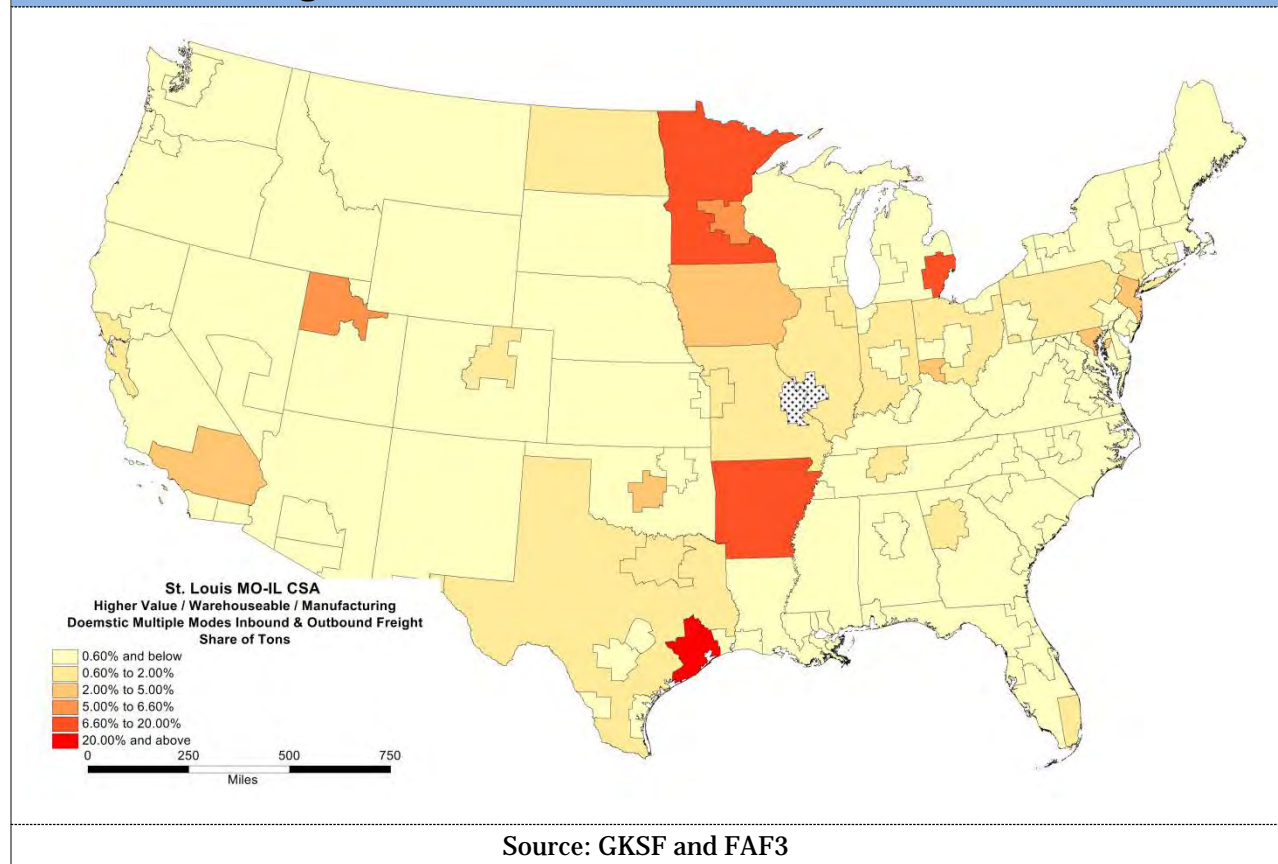 St. Louis MO-IL CSA
Higher Value / Warehouseable / Manufacturing
Doemstic Multiple Modes Inbound & Outbound Freight
Share of Tons
0.60% and below
0.60% to 2.00%
2.00% to 5.00%
5.00% to 6.60%
6.60% to 20.00%
20.00% and above
0 250 500 750
Miles
Source: GKSF and FAF3